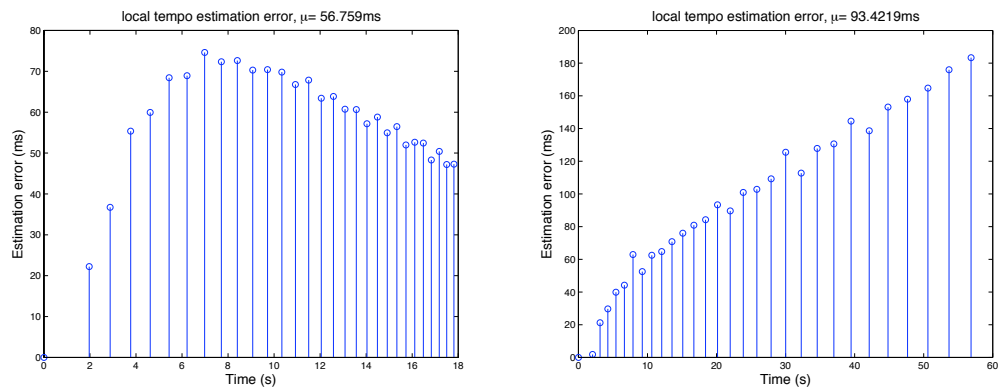 local tempo estimation error, μ= 56.759ms
80
70
60
50
40
30
20
10
0
Estimation error (ms)
0 2 4 6 8 10 12 14 16 18
Time (s)
local tempo estimation error, μ= 93.4219ms
200
180
160
140
120
100
80
60
40
20
0
Estimation error (ms)
0 10 20 30 40 50 60
Time (s)